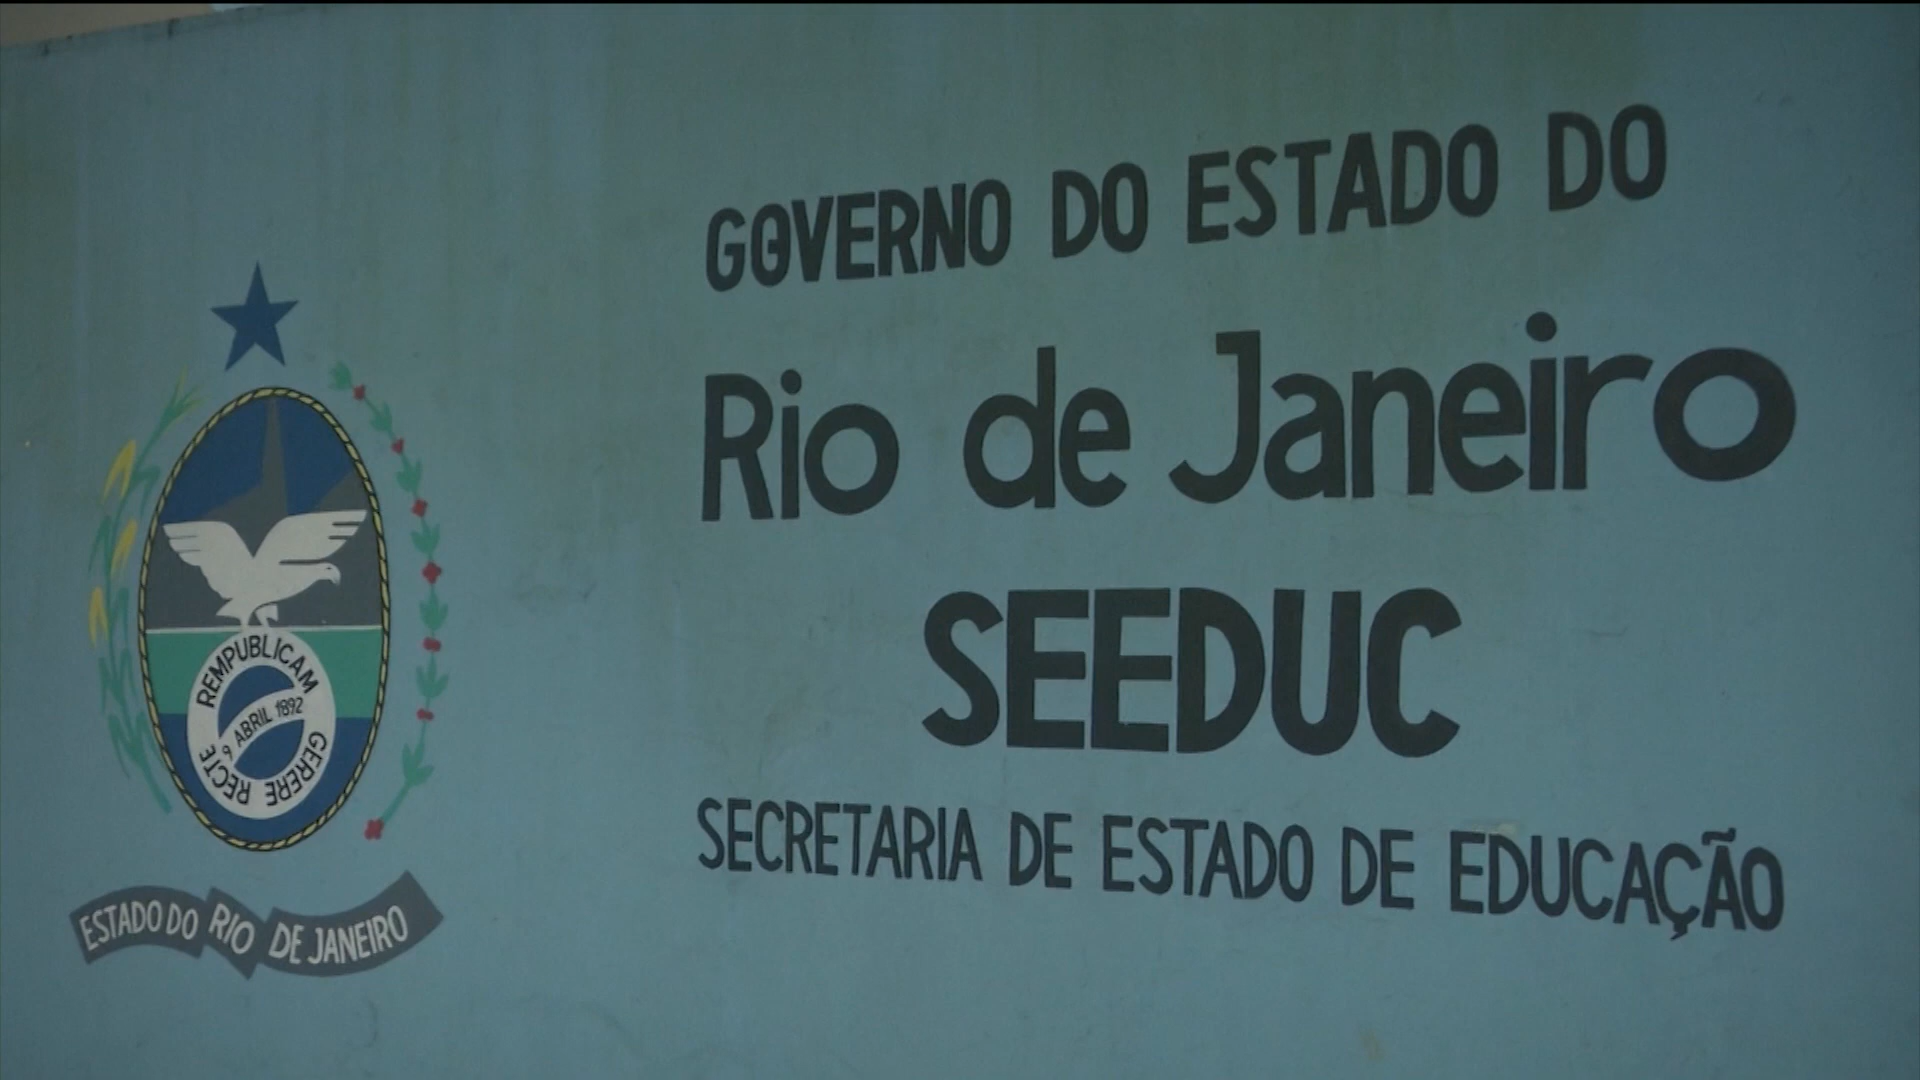 GOVERNO DO ESTADO DO
Rio de Janeiro
SEEDUC
SECRETARIA DE ESTADO DE EDUCAÇÃO
REMPUBLICAM
GERERE RECTE
9 ABRIL 1892
ESTADO DO RIO DE JANEIRO